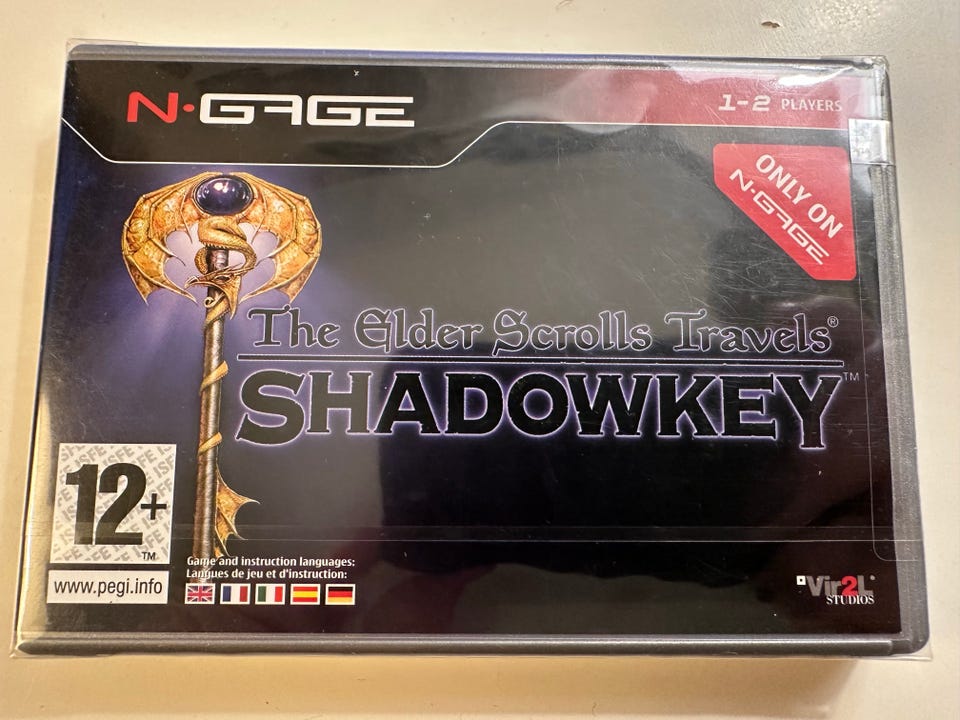 N·GAGE
1-2 PLAYERS
ONLY ON
N·GAGE
The Elder Scrolls Travels®
SHADOWKEY™
12+
™
www.pegi.info
Game and instruction languages:
Langues de jeu et d'instruction:
Vir2L
STUDIOS